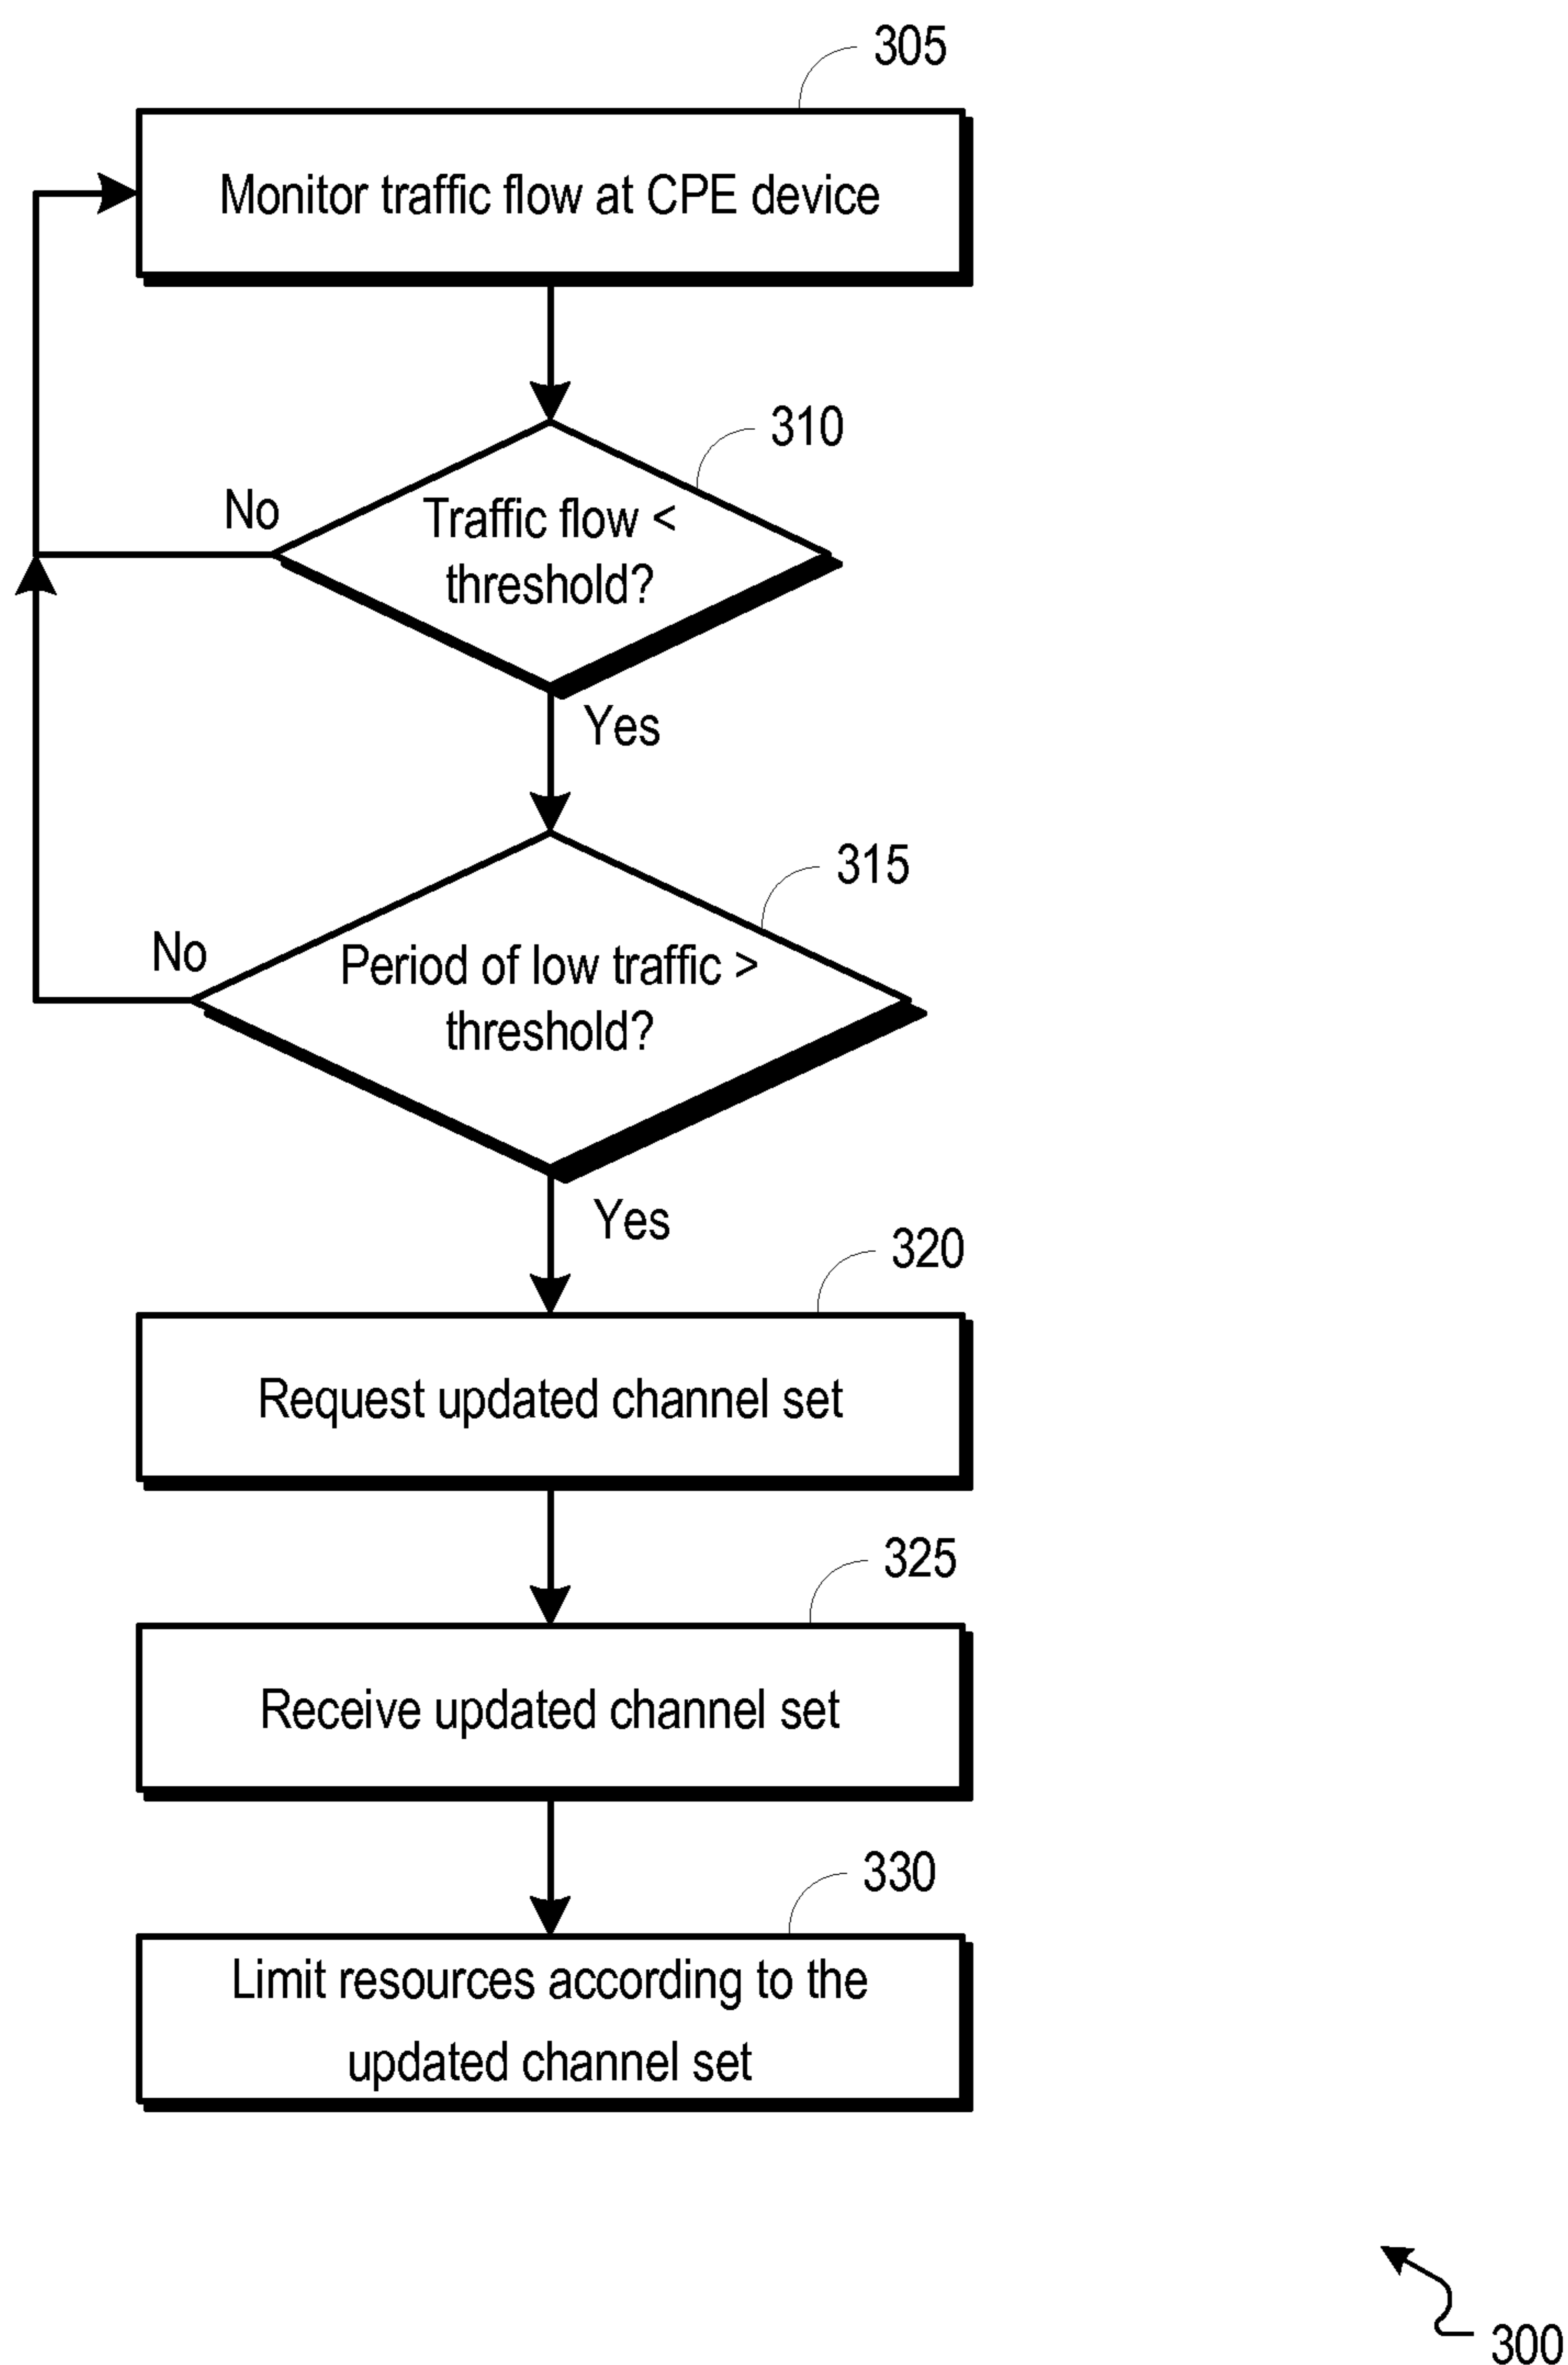 305
Monitor traffic flow at CPE device
310
No
Traffic flow <
threshold?
Yes
315
No
Period of low traffic >
threshold?
Yes
320
Request updated channel set
325
Receive updated channel set
330
Limit resources according to the
updated channel set
300